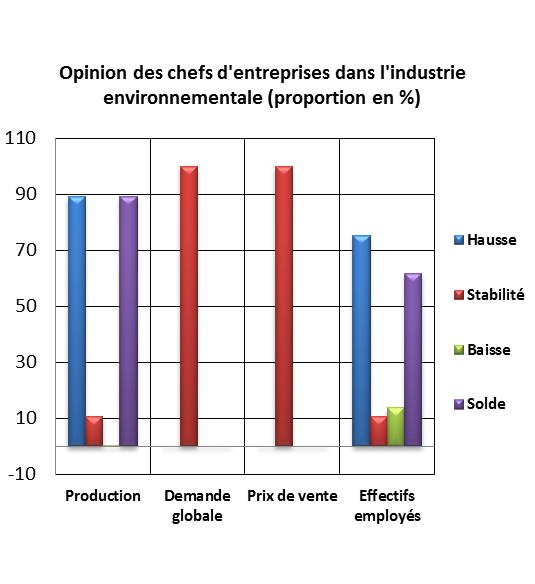 Opinion des chefs d'entreprises dans l'industrie
environnementale (proportion en %)
110
90
70
50
30
10
-10
Hausse
Stabilité
Baisse
Solde
Production
Demande
globale
Prix de vente
Effectifs
employés